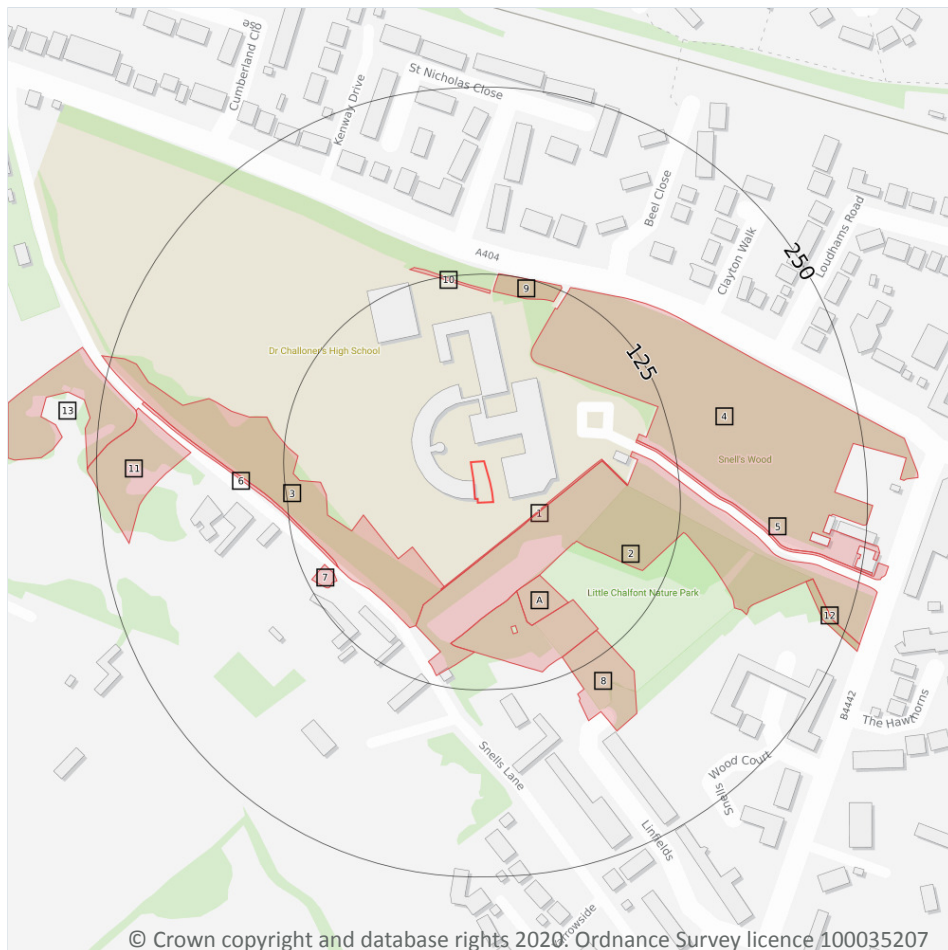 Cumberland Clo
se
Kenway Drive
St Nicholas Close
Beel Close
Clayton Walk
Loudhams Road
A404
250
125
10
9
Dr Challoner's High School
4
Snell's Wood
13
11
6
3
1
5
2
7
A
Little Chalfont Nature Park
12
8
B4442
The Hawthorns
Wood Court
Snells
Snells Lane
Linfields
rrowside
© Crown copyright and database rights 2020. Ordnance Survey licence 100035207